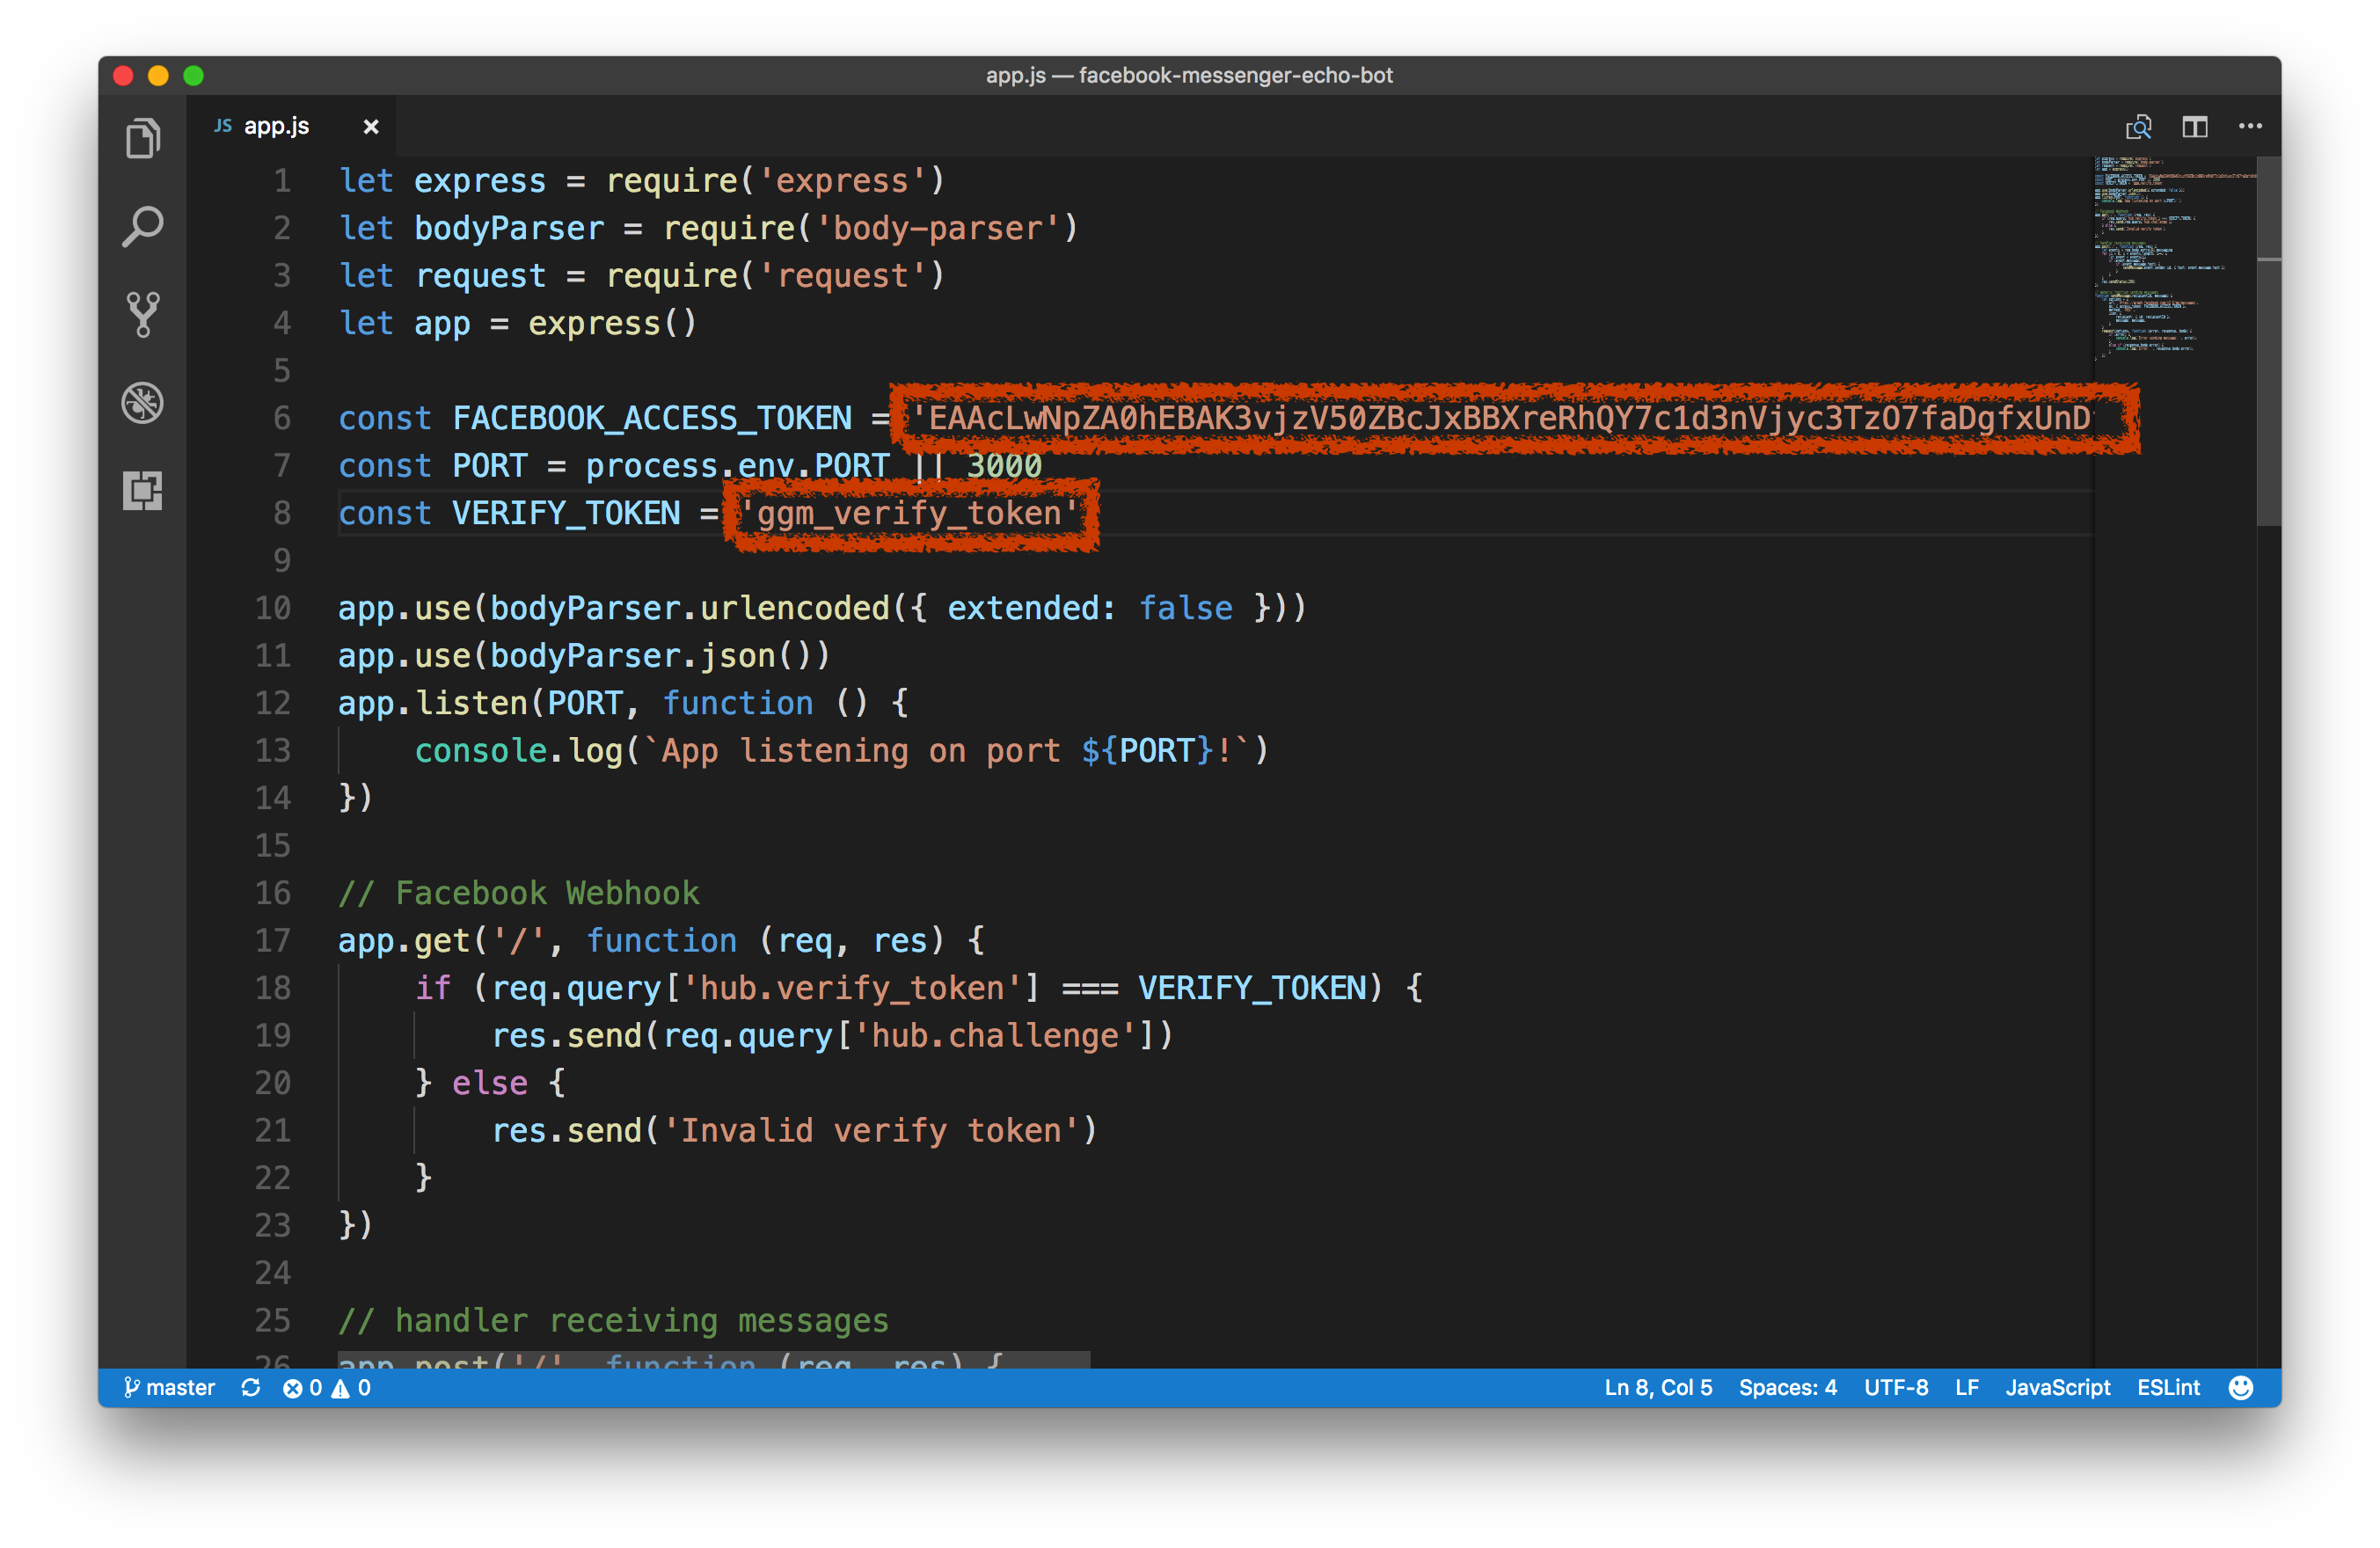 app.js — facebook-messenger-echo-bot
JS app.js
1 let express = require('express')
2 let bodyParser = require('body-parser')
3 let request = require('request')
4 let app = express()
5
6 const FACEBOOK_ACCESS_TOKEN = 'EAAcLwNpZA0hEBAK3vjzV50ZBcJxBBXreRhQY7c1d3nVjyc3TzO7faDgfxUnD
7 const PORT = process.env.PORT || 3000
8 const VERIFY_TOKEN = 'ggm_verify_token'
9
10 app.use(bodyParser.urlencoded({ extended: false }))
11 app.use(bodyParser.json())
12 app.listen(PORT, function () {
13     console.log(`App listening on port ${PORT}!`)
14 })
15
16 // Facebook Webhook
17 app.get('/', function (req, res) {
18     if (req.query['hub.verify_token'] === VERIFY_TOKEN) {
19         res.send(req.query['hub.challenge'])
20     } else {
21         res.send('Invalid verify token')
22     }
23 })
24
25 // handler receiving messages
26 app.post('/', function (req, res) {
master 0 0 Ln 8, Col 5 Spaces: 4 UTF-8 LF JavaScript ESLint